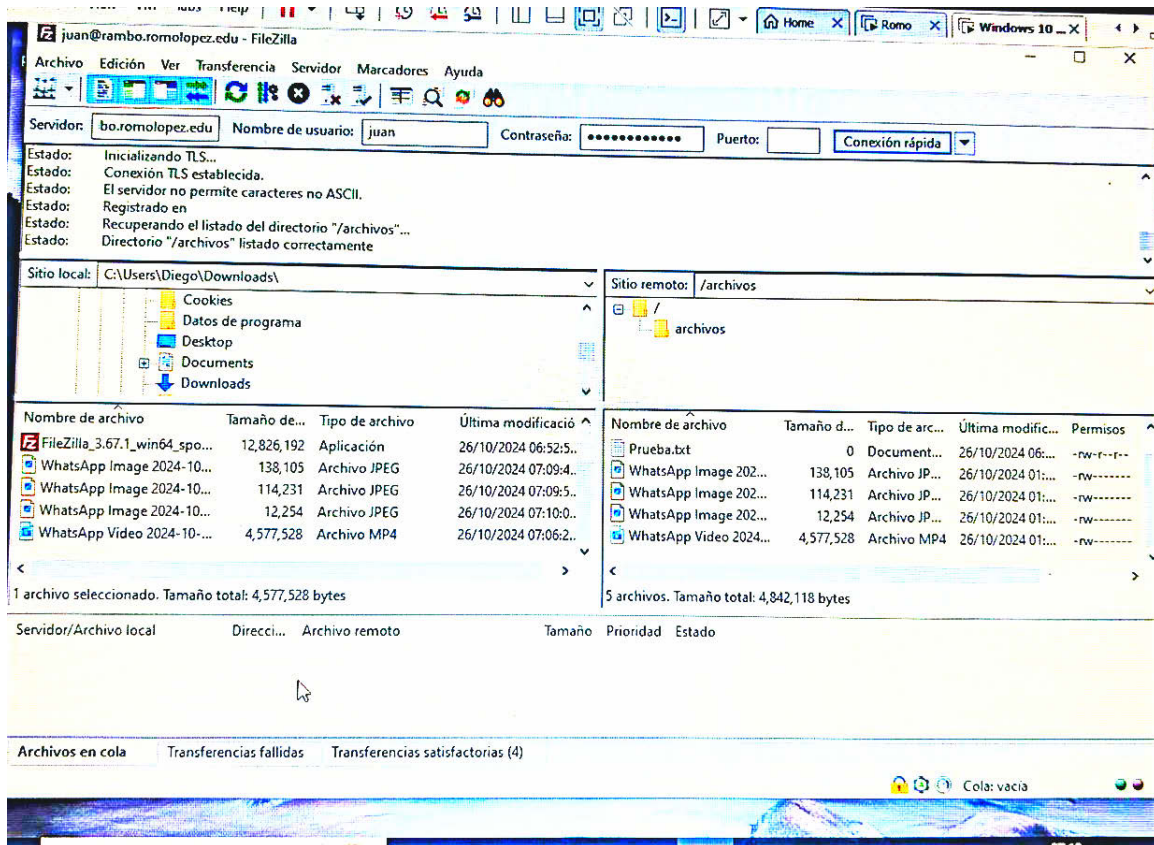 Help
Home X Romo X Windows 10 ... X
juan@rambo.romolopez.edu - FileZilla
Archivo Edición Ver Transferencia Servidor Marcadores Ayuda
Servidor: bo.romolopez.edu Nombre de usuario: juan Contraseña: •••••••••••• Puerto: Conexión rápida
Estado: Inicializando TLS...
Estado: Conexión TLS establecida.
Estado: El servidor no permite caracteres no ASCII.
Estado: Registrado en
Estado: Recuperando el listado del directorio "/archivos"...
Estado: Directorio "/archivos" listado correctamente
Sitio local: C:\Users\Diego\Downloads\
Cookies
Datos de programa
Desktop
Documents
Downloads
Sitio remoto: /archivos
/
archivos
Nombre de archivo Tamaño de... Tipo de archivo Última modificació
FileZilla_3.67.1_win64_spo... 12,826,192 Aplicación 26/10/2024 06:52:5...
WhatsApp Image 2024-10... 138,105 Archivo JPEG 26/10/2024 07:09:4...
WhatsApp Image 2024-10... 114,231 Archivo JPEG 26/10/2024 07:09:5...
WhatsApp Image 2024-10... 12,254 Archivo JPEG 26/10/2024 07:10:0...
WhatsApp Video 2024-10-... 4,577,528 Archivo MP4 26/10/2024 07:06:2...
1 archivo seleccionado. Tamaño total: 4,577,528 bytes
Nombre de archivo Tamaño d... Tipo de arc... Última modific... Permisos
Prueba.txt 0 Document... 26/10/2024 06:... -rw-r--r--
WhatsApp Image 202... 138,105 Archivo JP... 26/10/2024 01:... -rw-------
WhatsApp Image 202... 114,231 Archivo JP... 26/10/2024 01:... -rw-------
WhatsApp Image 202... 12,254 Archivo JP... 26/10/2024 01:... -rw-------
WhatsApp Video 2024... 4,577,528 Archivo MP4 26/10/2024 01:... -rw-------
5 archivos. Tamaño total: 4,842,118 bytes
Servidor/Archivo local Direcci... Archivo remoto Tamaño Prioridad Estado
Archivos en cola Transferencias fallidas Transferencias satisfactorias (4)
Cola: vacia